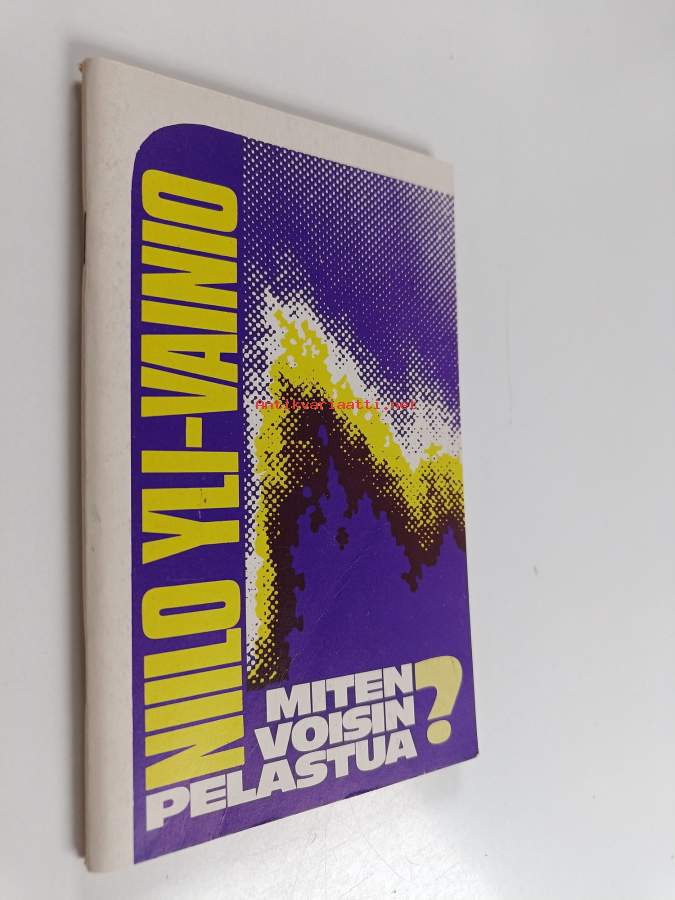 NIILO YLI-VAINIO
Antikvariaatti.net
MITEN
VOISIN
PELASTUA?